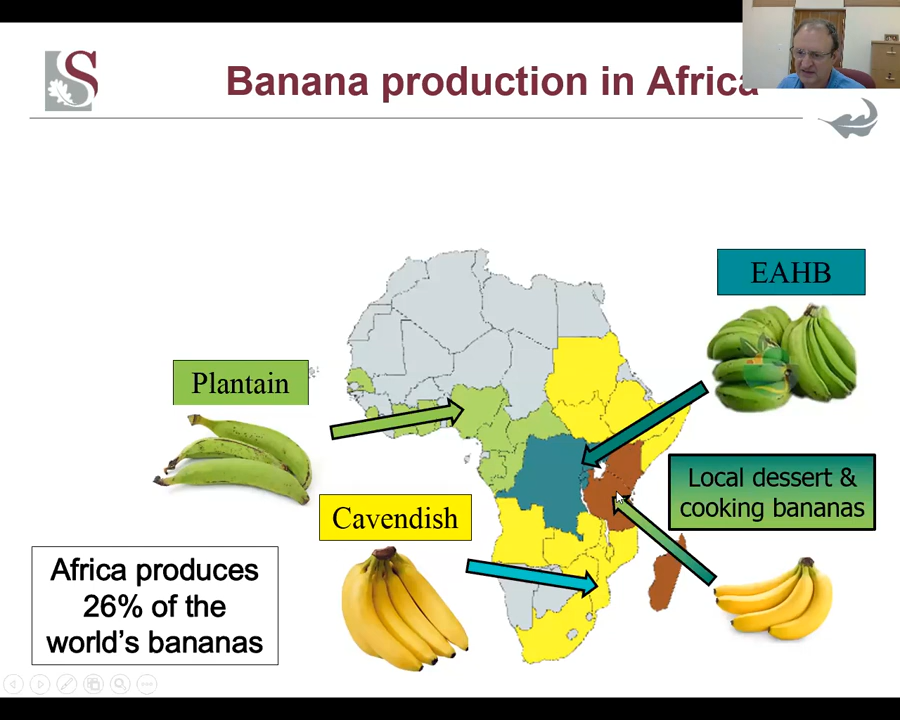 S
Banana production in Africa
EAHB
Plantain
Local dessert &
cooking bananas
Cavendish
Africa produces
26% of the
world's bananas